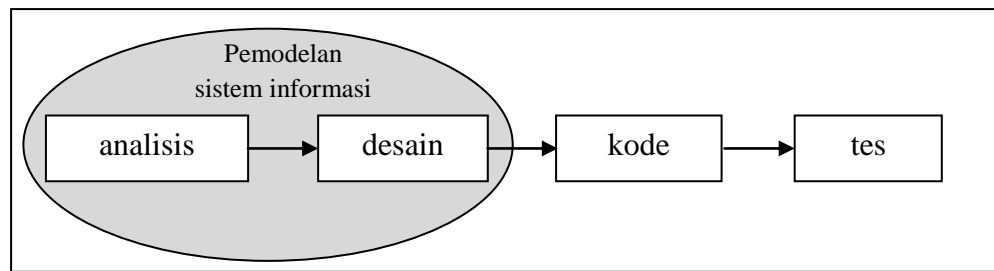 Pemodelan
sistem informasi
analisis
desain
kode
tes